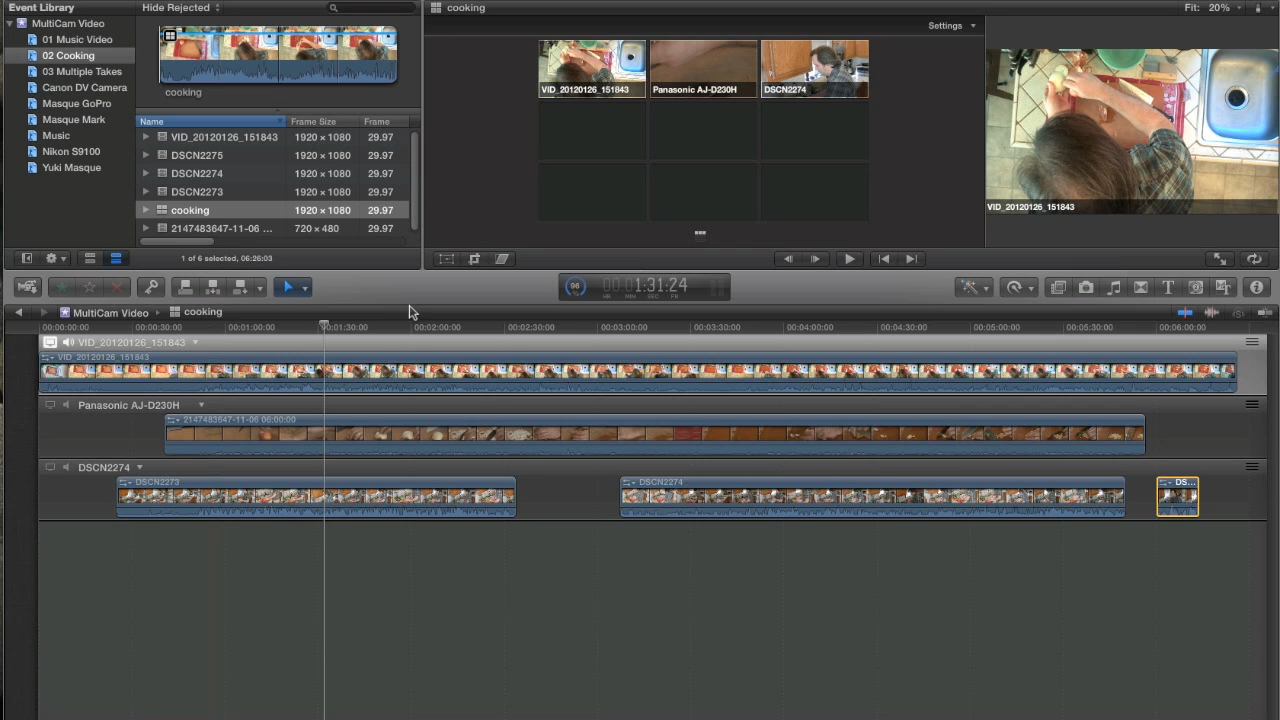 Event Library
Hide Rejected
cooking
Fit: 20%
MultiCam Video
01 Music Video
02 Cooking
03 Multiple Takes
Canon DV Camera
Masque GoPro
Masque Mark
Music
Nikon S9100
Yuki Masque
cooking
Name Frame Size Frame
VID_20120126_151843 1920 × 1080 29.97
DSCN2275 1920 × 1080 29.97
DSCN2274 1920 × 1080 29.97
DSCN2273 1920 × 1080 29.97
cooking 1920 × 1080 29.97
2147483647-11-06 ... 720 × 480 29.97
1 of 6 selected, 06:26:03
Settings
VID_20120126_151843
Panasonic AJ-D230H
DSCN2274
VID_20120126_151843
96
00 01:31:24
HR MIN SEC FR
MultiCam Video
cooking
00:00:00:00 00:00:30:00 00:01:00:00 00:01:30:00 00:02:00:00 00:02:30:00 00:03:00:00 00:03:30:00 00:04:00:00 00:04:30:00 00:05:00:00 00:05:30:00 00:06:00:00
VID_20120126_151843
VID_20120126_151843
Panasonic AJ-D230H
2147483647-11-06 06:00:00
DSCN2274
DSCN2273
DSCN2274
DS...